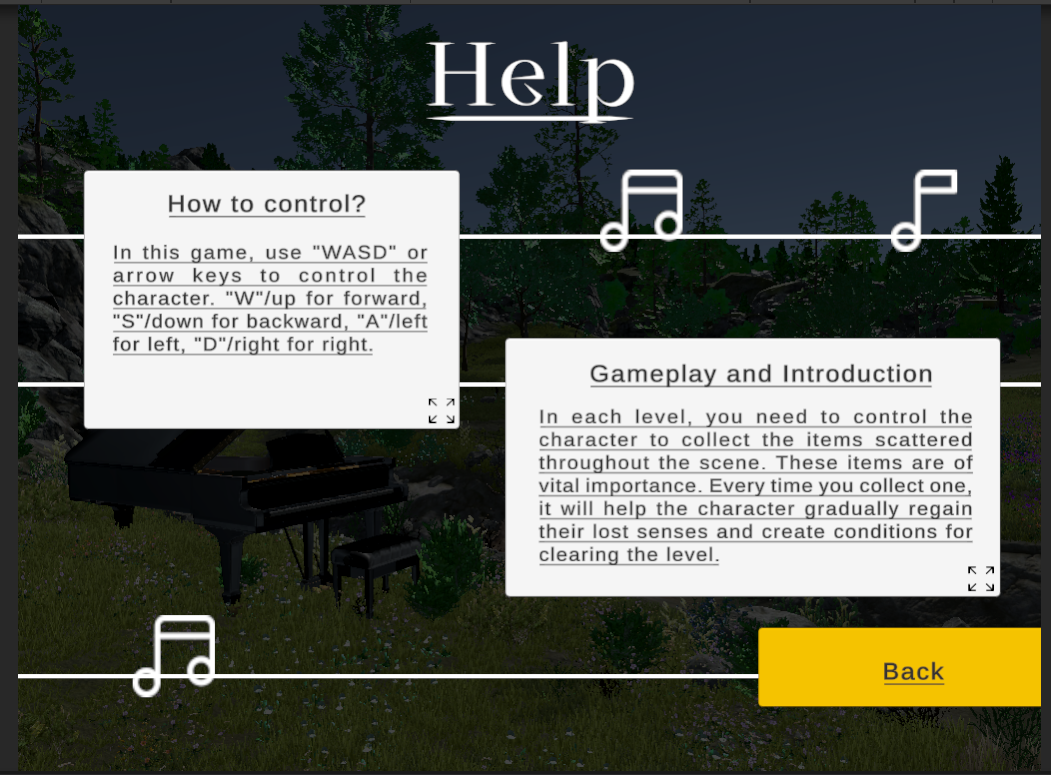 Help
How to control?
In this game, use "WASD" or
arrow keys to control the
character. "W"/up for forward,
"S"/down for backward, "A"/left
for left, "D"/right for right.
Gameplay and Introduction
In each level, you need to control the
character to collect the items scattered
throughout the scene. These items are of
vital importance. Every time you collect one,
it will help the character gradually regain
their lost senses and create conditions for
clearing the level.
Back